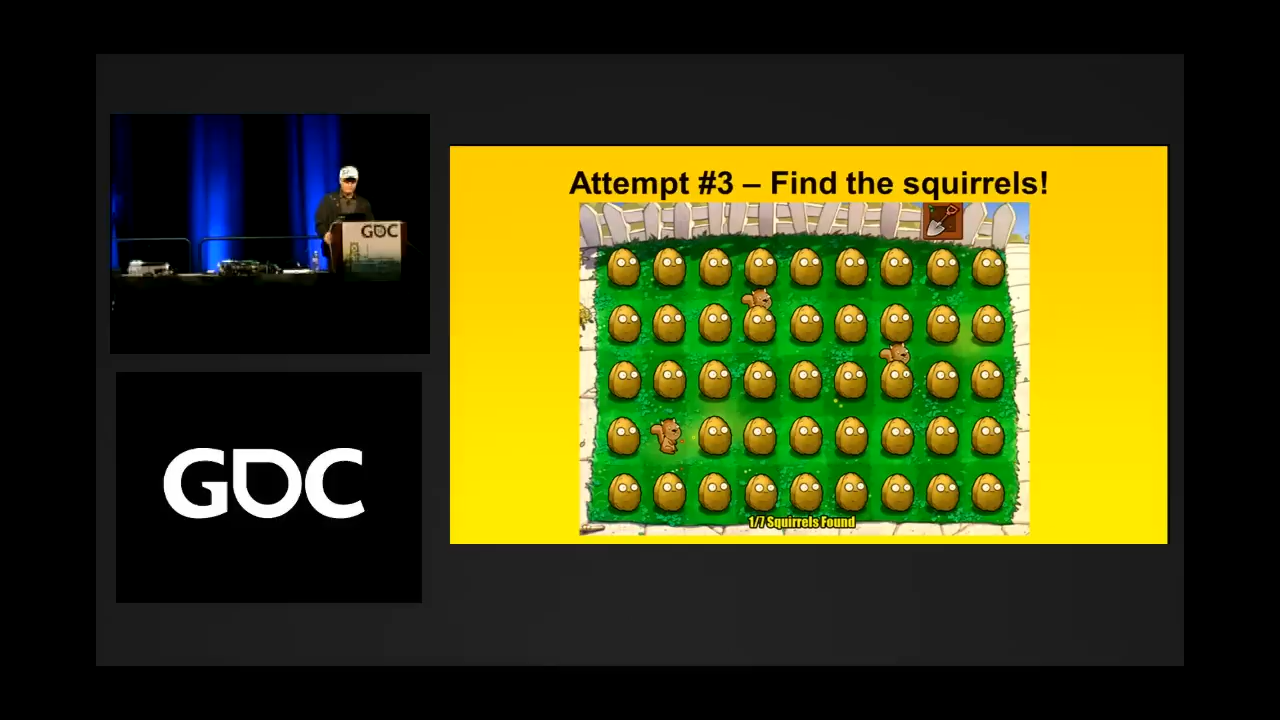 Attempt #3 – Find the squirrels!
GDC
1/7 Squirrels Found
GDC